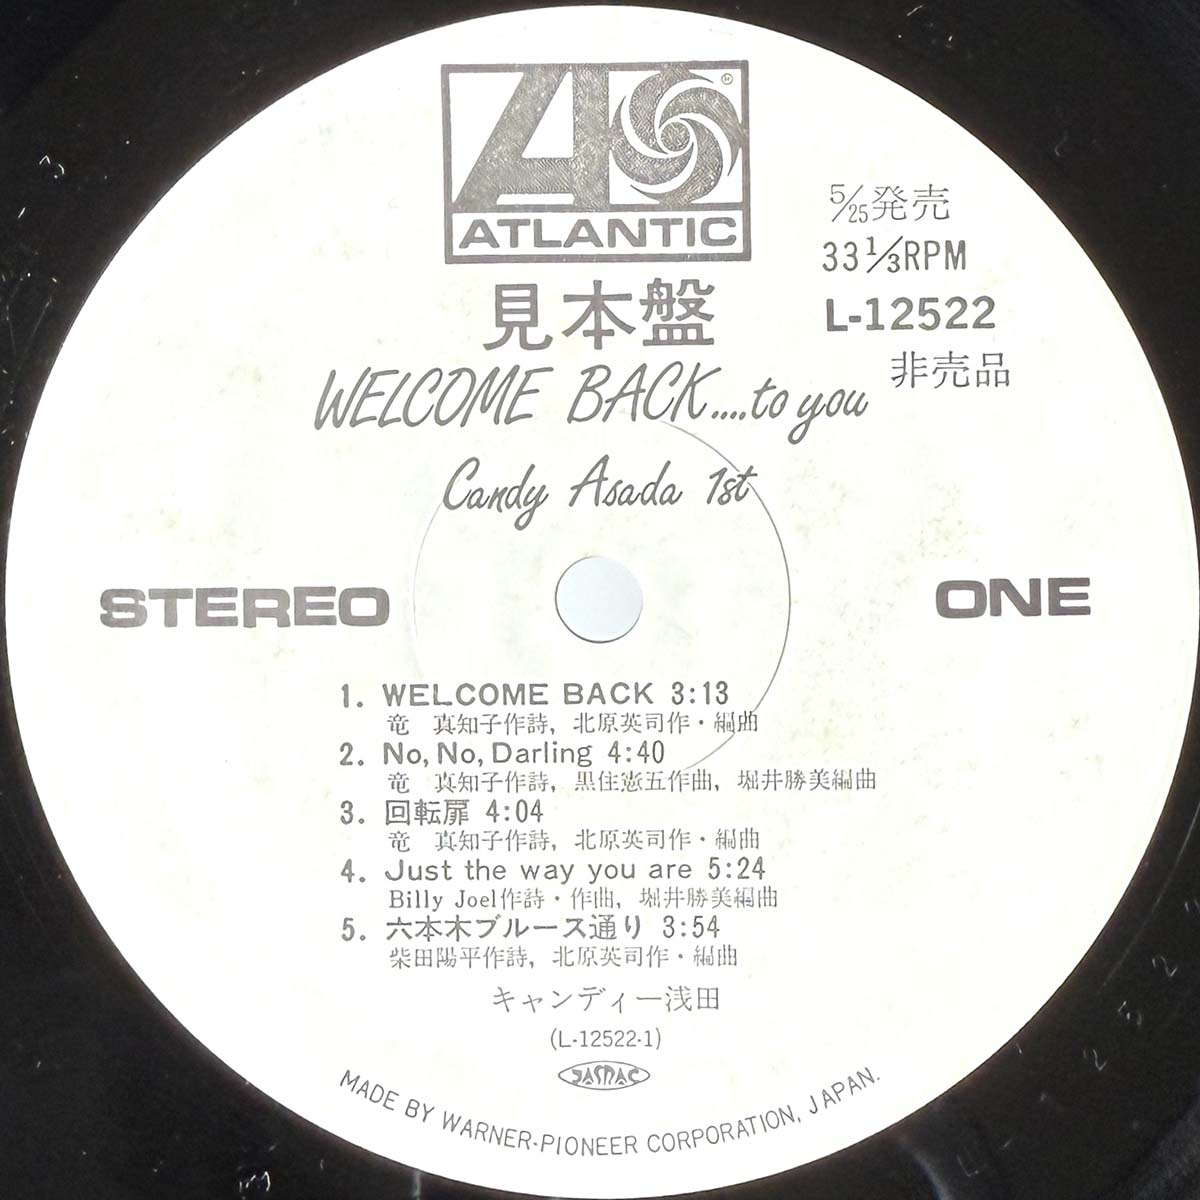 ATLANTIC
®
5/25発売
33 1/3RPM
L-12522
非売品
見本盤
WELCOME BACK....to you
Candy Asada 1st
STEREO
ONE
1. WELCOME BACK 3:13
竜 真知子作詩, 北原英司作・編曲
2. No, No, Darling 4:40
竜 真知子作詩, 黒住憲五作曲, 堀井勝美編曲
3. 回転扉 4:04
竜 真知子作詩, 北原英司作・編曲
4. Just the way you are 5:24
Billy Joel作詩・作曲, 堀井勝美編曲
5. 六本木ブルース通り 3:54
柴田陽平作詩, 北原英司作・編曲
キャンディー浅田
(L-12522-1)
JASRAC
MADE BY WARNER-PIONEER CORPORATION, JAPAN.